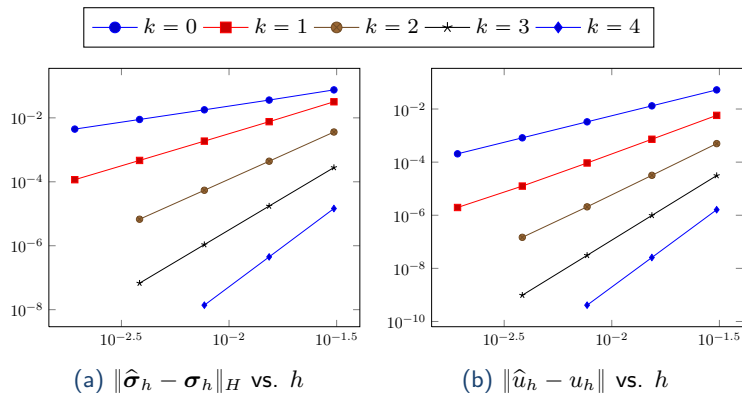 k = 0 k = 1 k = 2 k = 3 k = 4
10^{-2}
10^{-4}
10^{-6}
10^{-8}
10^{-2.5} 10^{-2} 10^{-1.5}
(a) ‖σ̂_h − σ_h‖_H vs. h
10^{-2}
10^{-4}
10^{-6}
10^{-8}
10^{-10}
10^{-2.5} 10^{-2} 10^{-1.5}
(b) ‖û_h − u_h‖ vs. h